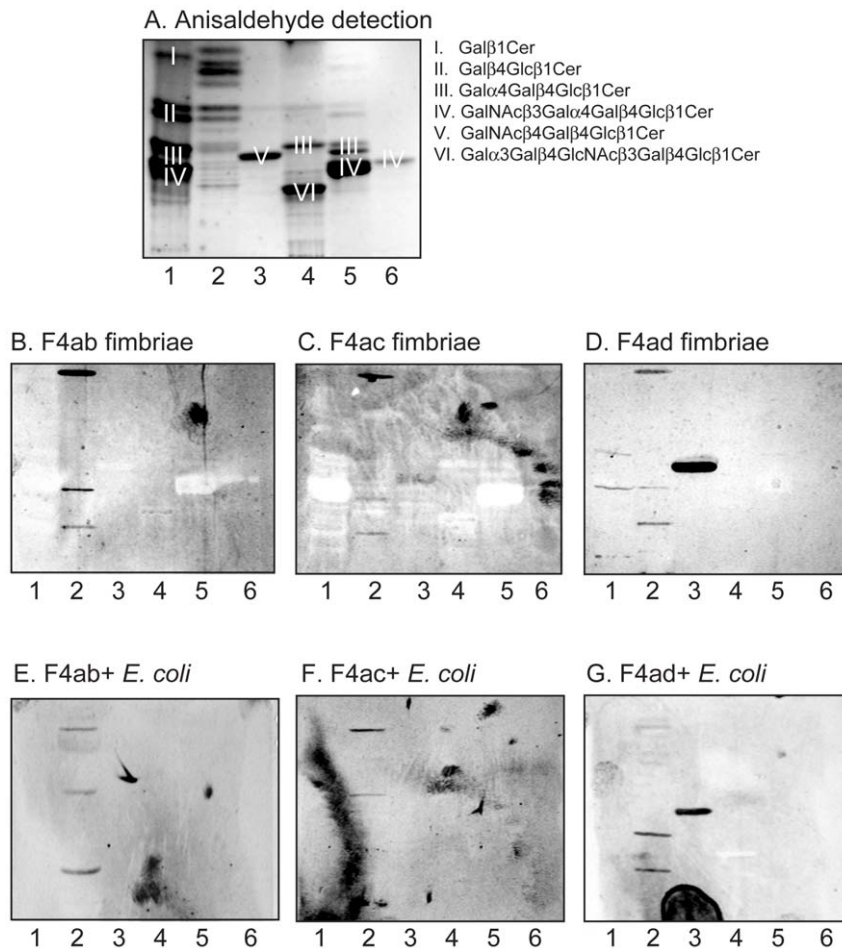 A. Anisaldehyde detection
I
II
III
IV
V
III
VI
III
IV
IV
1 2 3 4 5 6
I. Galβ1Cer
II. Galβ4Glcβ1Cer
III. Galα4Galβ4Glcβ1Cer
IV. GalNAcβ3Galα4Galβ4Glcβ1Cer
V. GalNAcβ4Galβ4Glcβ1Cer
VI. Galα3Galβ4GlcNAcβ3Galβ4Glcβ1Cer
B. F4ab fimbriae
1 2 3 4 5 6
C. F4ac fimbriae
1 2 3 4 5 6
D. F4ad fimbriae
1 2 3 4 5 6
E. F4ab+ E. coli
1 2 3 4 5 6
F. F4ac+ E. coli
1 2 3 4 5 6
G. F4ad+ E. coli
1 2 3 4 5 6